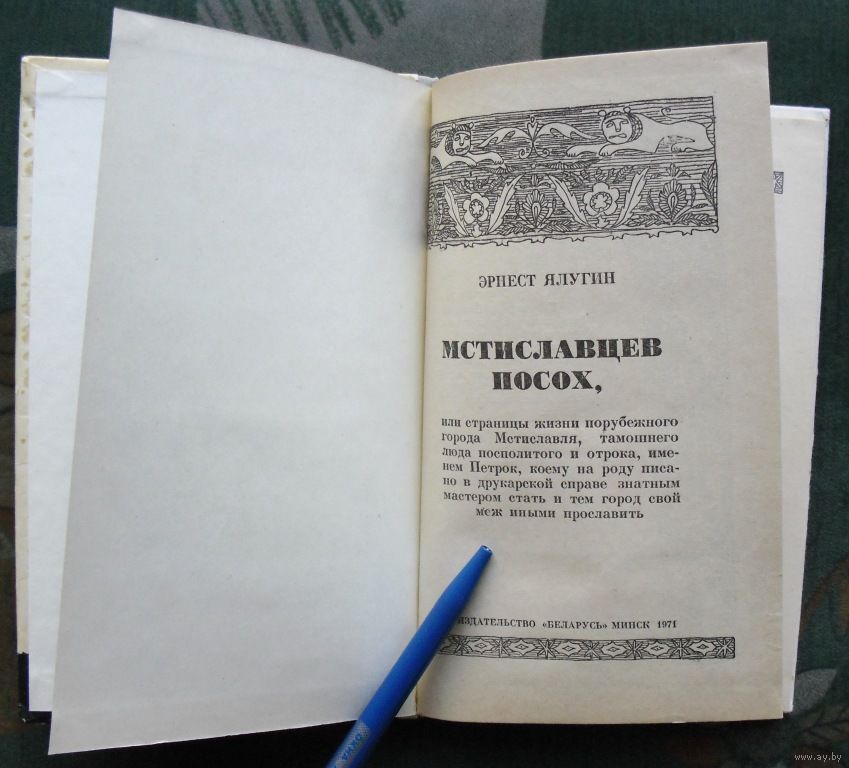 ЭРНЕСТ ЯЛУГИН
МСТИСЛАВЦЕВ
ПОСОХ,
или страницы жизни порубежного
города Мстиславля, тамошнего
люда посполитого и отрока, име-
нем Петрок, коему на роду писа-
но в друкарской справе знатным
мастером стать и тем город свой
меж иными прославить
ИЗДАТЕЛЬСТВО «БЕЛАРУСЬ» МИНСК 1971
www.ay.by